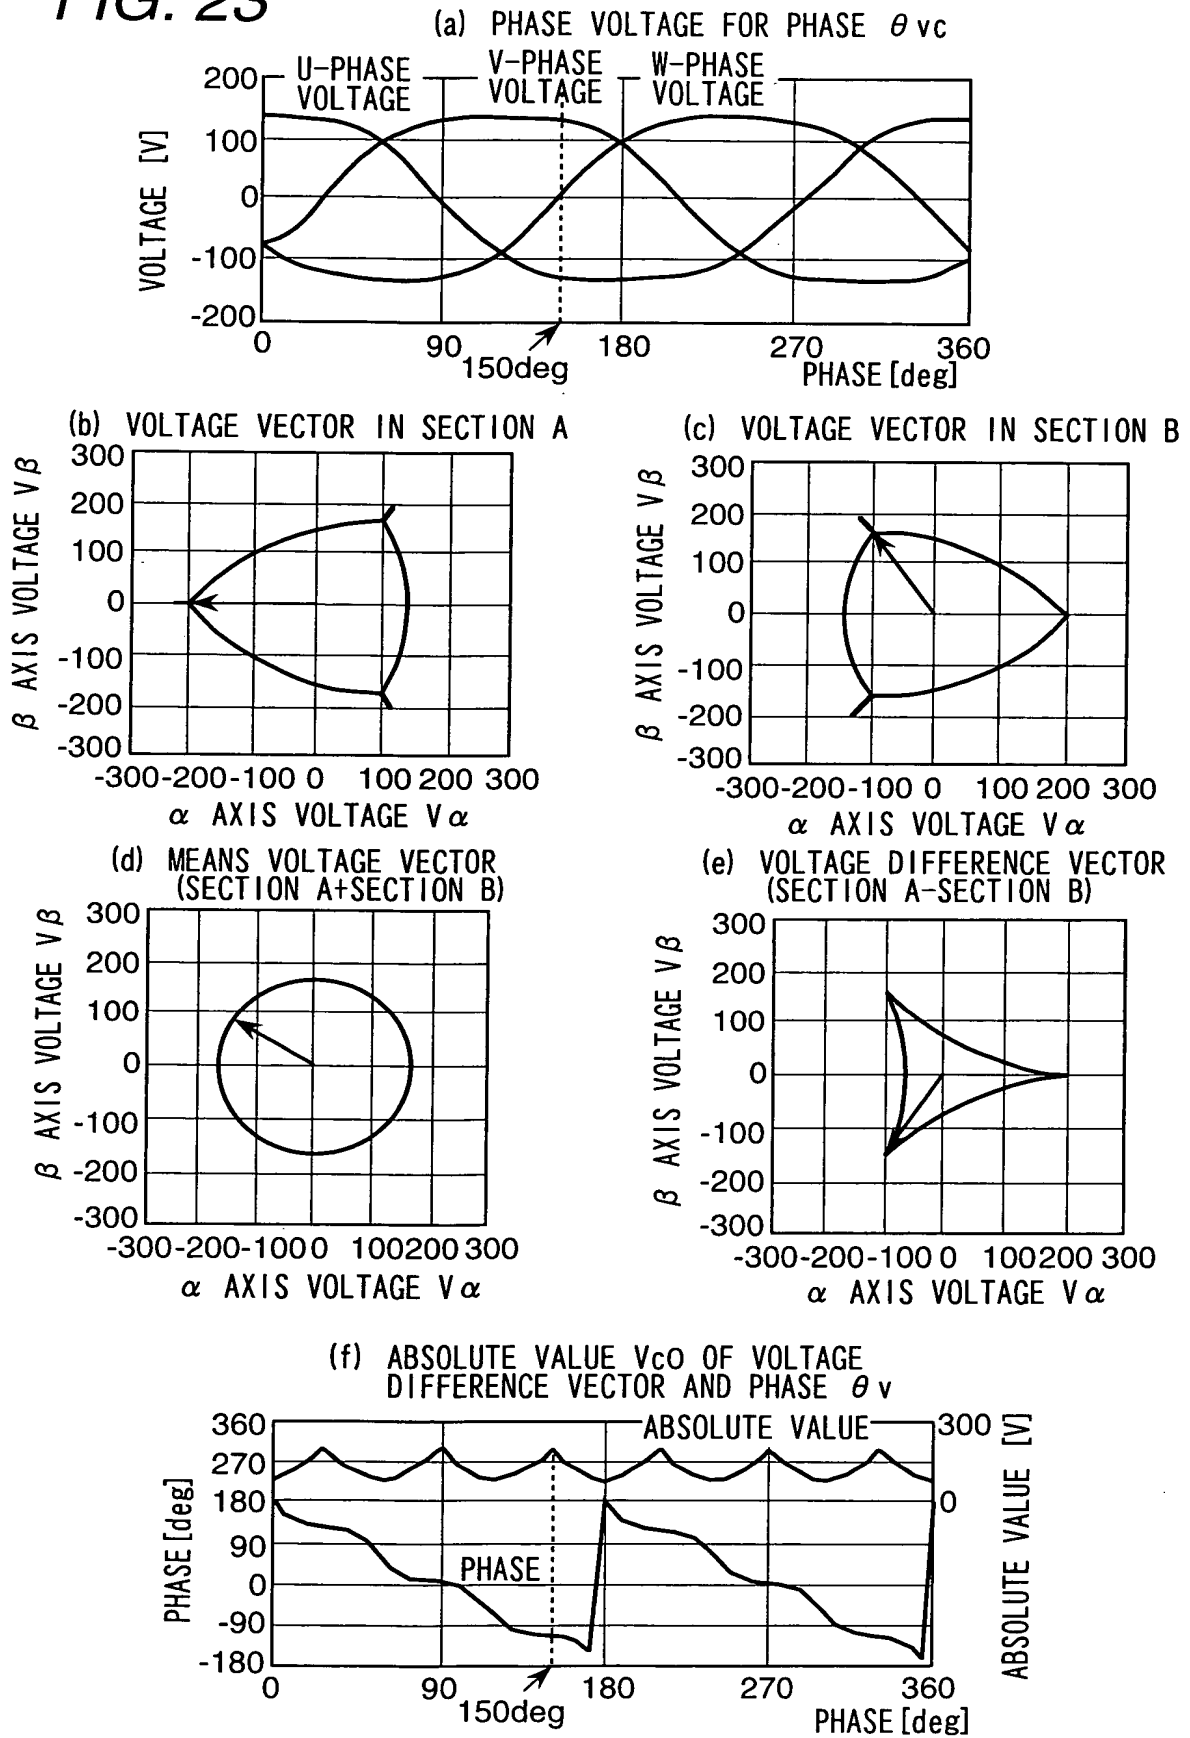 FIG. 23
(a) PHASE VOLTAGE FOR PHASE θvc
U-PHASE VOLTAGE
V-PHASE VOLTAGE
W-PHASE VOLTAGE
VOLTAGE [V]
200
100
0
-100
-200
0 90 180 270 360
150deg
PHASE[deg]
(b) VOLTAGE VECTOR IN SECTION A
β AXIS VOLTAGE Vβ
300
200
100
0
-100
-200
-300
-300 -200 -100 0 100 200 300
α AXIS VOLTAGE Vα
(c) VOLTAGE VECTOR IN SECTION B
β AXIS VOLTAGE Vβ
300
200
100
0
-100
-200
-300
-300 -200 -100 0 100 200 300
α AXIS VOLTAGE Vα
(d) MEANS VOLTAGE VECTOR
(SECTION A+SECTION B)
β AXIS VOLTAGE Vβ
300
200
100
0
-100
-200
-300
-300 -200 -100 0 100 200 300
α AXIS VOLTAGE Vα
(e) VOLTAGE DIFFERENCE VECTOR
(SECTION A-SECTION B)
β AXIS VOLTAGE Vβ
300
200
100
0
-100
-200
-300
-300 -200 -100 0 100 200 300
α AXIS VOLTAGE Vα
(f) ABSOLUTE VALUE Vco OF VOLTAGE
DIFFERENCE VECTOR AND PHASE θv
PHASE[deg]
360
270
180
90
0
-90
-180
ABSOLUTE VALUE
PHASE
300
0
ABSOLUTE VALUE [V]
0 90 180 270 360
150deg
PHASE[deg]